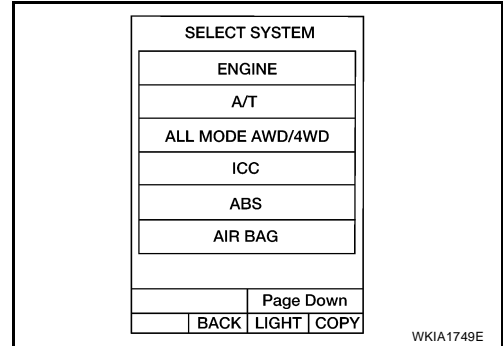 SELECT SYSTEM
ENGINE
A/T
ALL MODE AWD/4WD
ICC
ABS
AIR BAG
Page Down
BACK LIGHT COPY
WKIA1749E